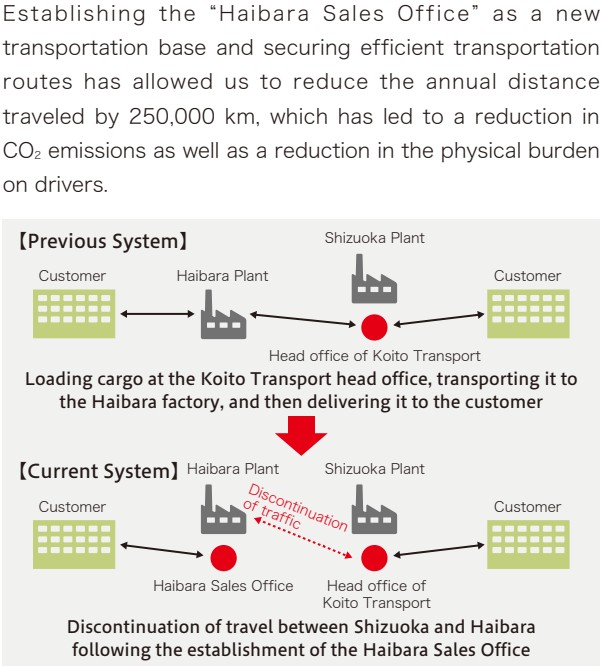 Establishing the “Haibara Sales Office” as a new
transportation base and securing efficient transportation
routes has allowed us to reduce the annual distance
traveled by 250,000 km, which has led to a reduction in
CO₂ emissions as well as a reduction in the physical burden
on drivers.
【Previous System】
Shizuoka Plant
Customer
Haibara Plant
Customer
Head office of Koito Transport
Loading cargo at the Koito Transport head office, transporting it to
the Haibara factory, and then delivering it to the customer
【Current System】
Haibara Plant
Shizuoka Plant
Customer
Discontinuation
of traffic
Customer
Haibara Sales Office
Head office of
Koito Transport
Discontinuation of travel between Shizuoka and Haibara
following the establishment of the Haibara Sales Office